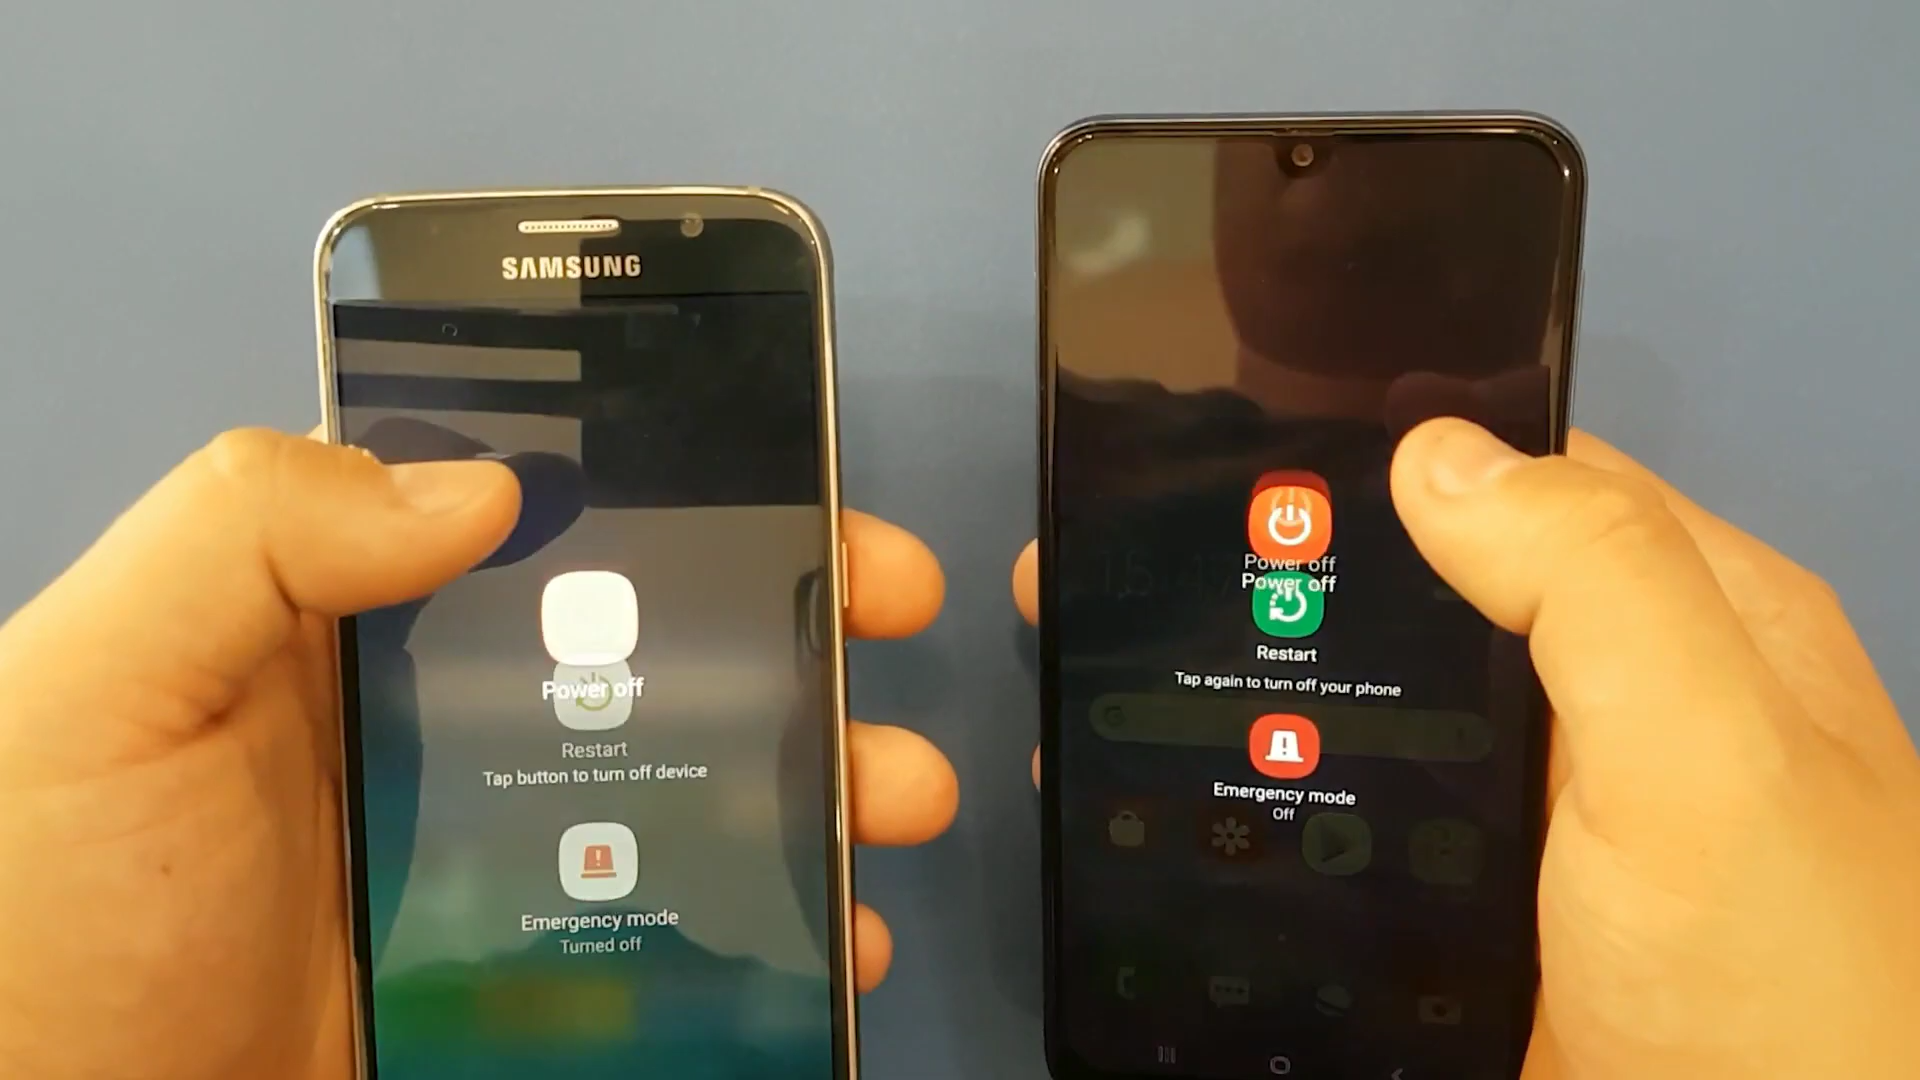 SAMSUNG
Power off
Restart
Tap button to turn off device
Emergency mode
Turned off
Power off
Power off
Restart
Tap again to turn off your phone
Emergency mode
Off